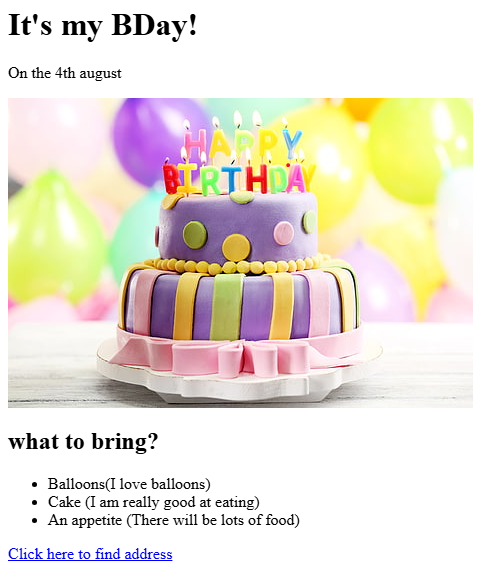 It's my BDay!
On the 4th august
HAPPY
BIRTHDAY
what to bring?
Balloons(I love balloons)
Cake (I am really good at eating)
An appetite (There will be lots of food)
Click here to find address